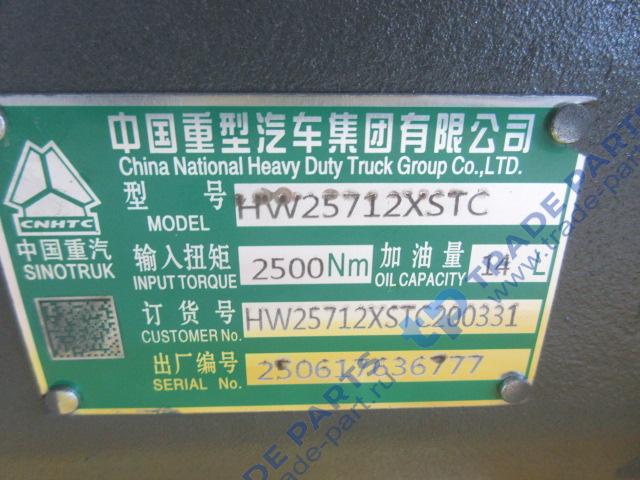 中国重型汽车集团有限公司
China National Heavy Duty Truck Group Co.,LTD.
CNHTC
中国重汽
SINOTRUK
型 号
MODEL
HW25712XSTC
输入扭矩
INPUT TORQUE
2500Nm
加油量
OIL CAPACITY
14 L
订货号
CUSTOMER No.
HW25712XSTC200331
出厂编号
SERIAL No.
250617636777
TRADE PARTS
trade-part.ru